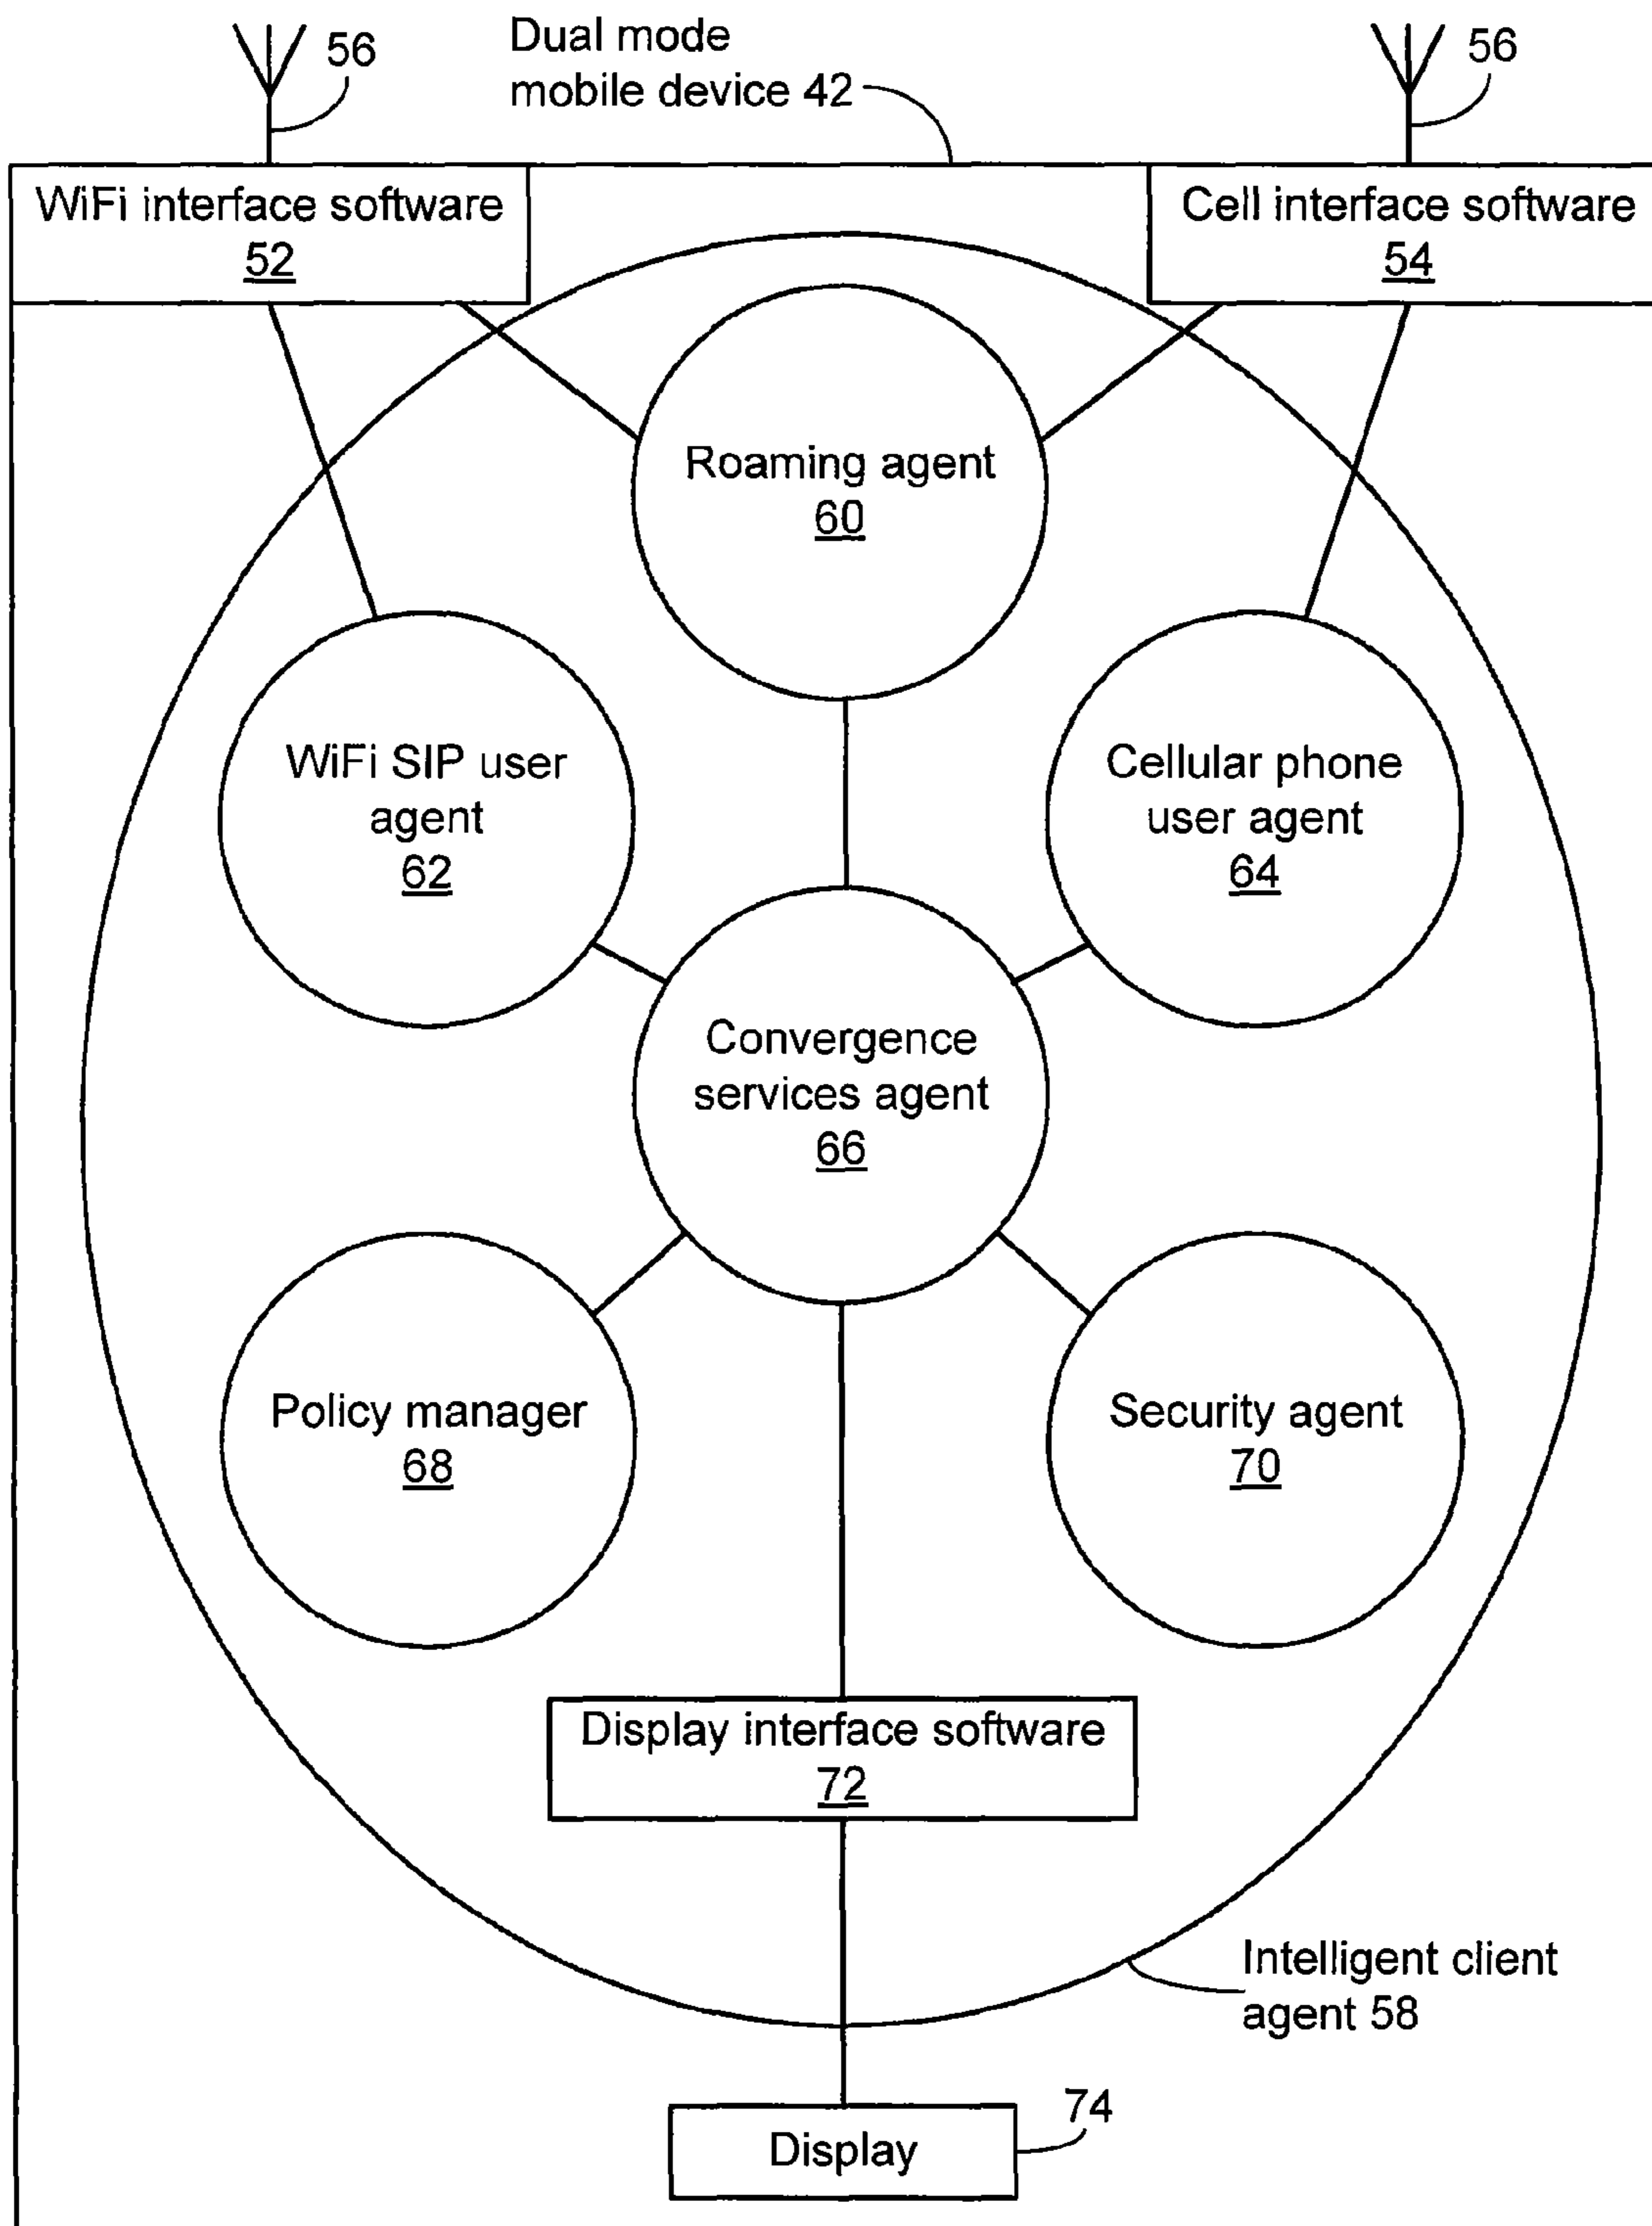 56
Dual mode
mobile device 42
56
WiFi interface software
52
Cell interface software
54
Roaming agent
60
WiFi SIP user
agent
62
Cellular phone
user agent
64
Convergence
services agent
66
Policy manager
68
Security agent
70
Display interface software
72
Intelligent client
agent 58
74
Display